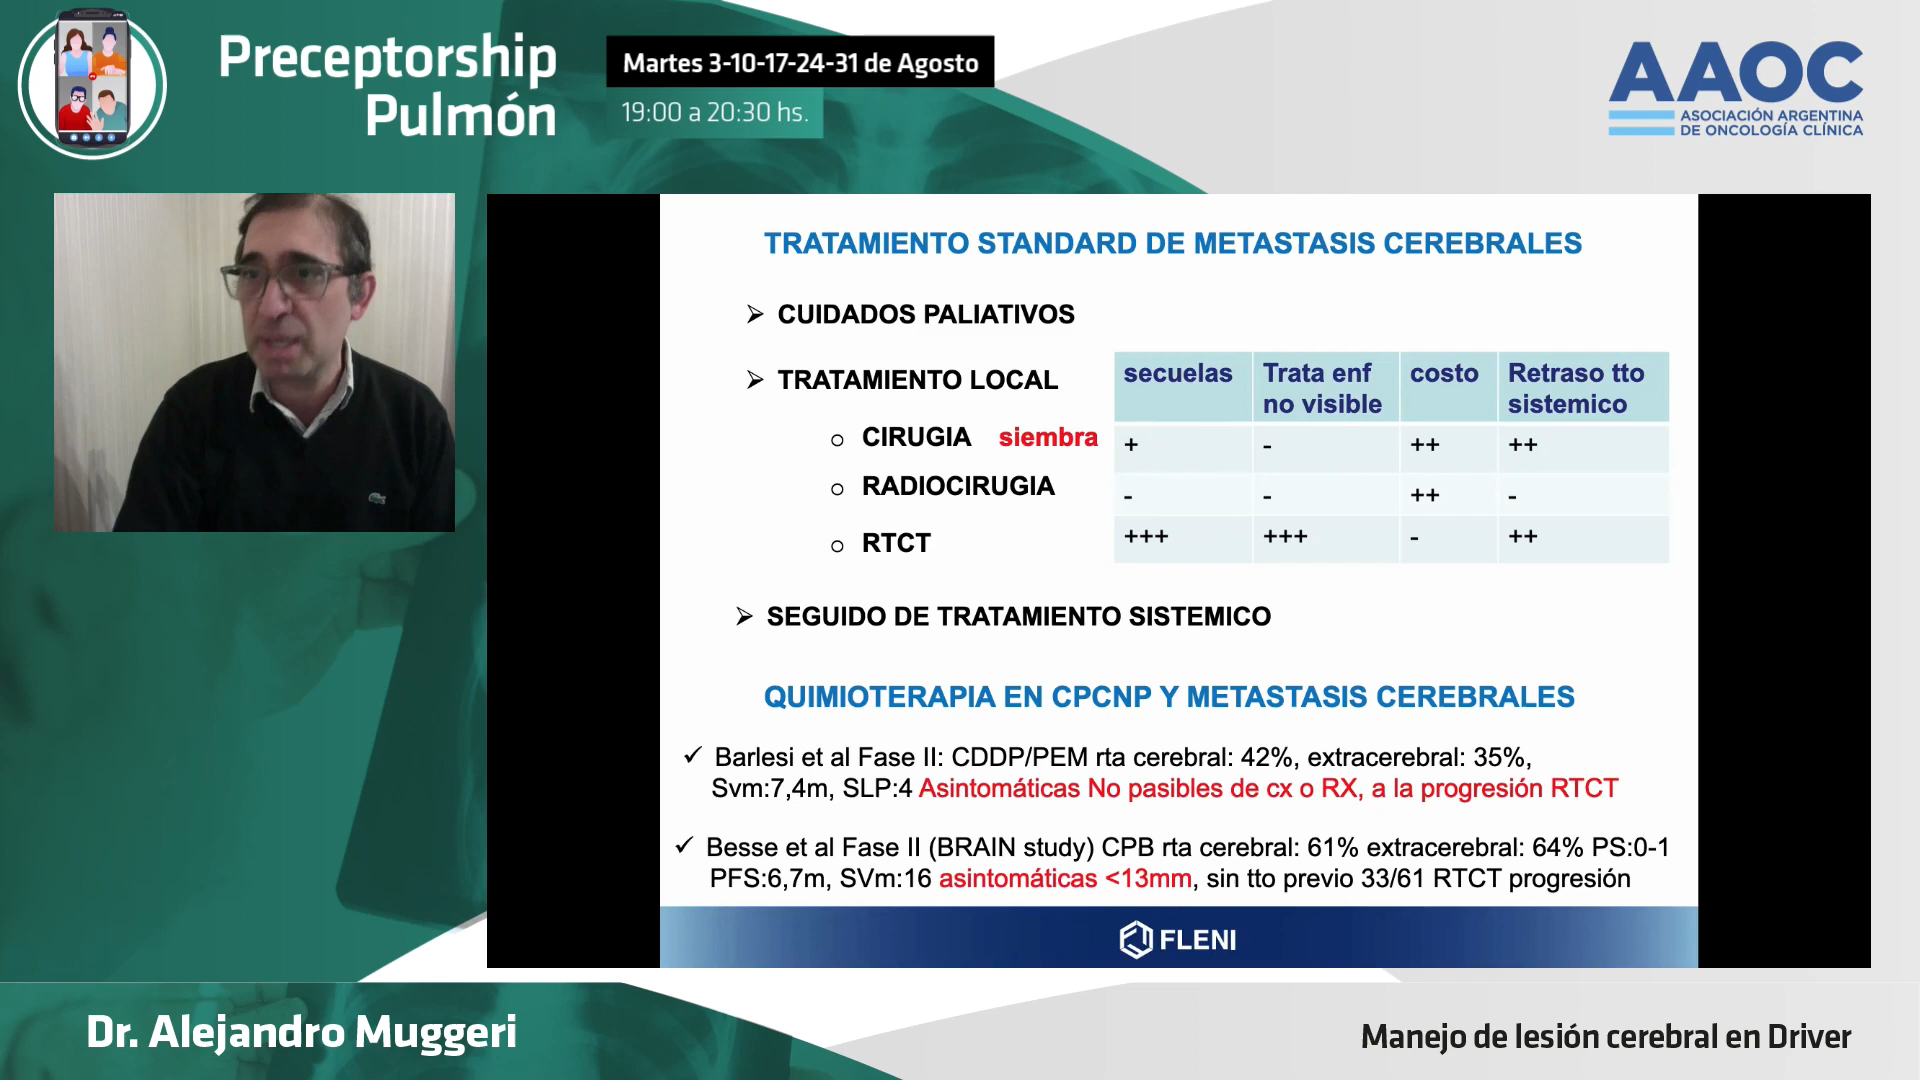 Preceptorship
Pulmón
Martes 3-10-17-24-31 de Agosto
19:00 a 20:30 hs.
AAOC
ASOCIACIÓN ARGENTINA
DE ONCOLOGÍA CLÍNICA
TRATAMIENTO STANDARD DE METASTASIS CEREBRALES
➢ CUIDADOS PALIATIVOS
➢ TRATAMIENTO LOCAL
secuelas | Trata enf no visible | costo | Retraso tto sistemico
o CIRUGIA siembra + - ++ ++
o RADIOCIRUGIA - - ++ -
o RTCT +++ +++ - ++
➢ SEGUIDO DE TRATAMIENTO SISTEMICO
QUIMIOTERAPIA EN CPCNP Y METASTASIS CEREBRALES
✓ Barlesi et al Fase II: CDDP/PEM rta cerebral: 42%, extracerebral: 35%,
Svm:7,4m, SLP:4 Asintomáticas No pasibles de cx o RX, a la progresión RTCT
✓ Besse et al Fase II (BRAIN study) CPB rta cerebral: 61% extracerebral: 64% PS:0-1
PFS:6,7m, SVm:16 asintomáticas <13mm, sin tto previo 33/61 RTCT progresión
FLENI
Dr. Alejandro Muggeri
Manejo de lesión cerebral en Driver